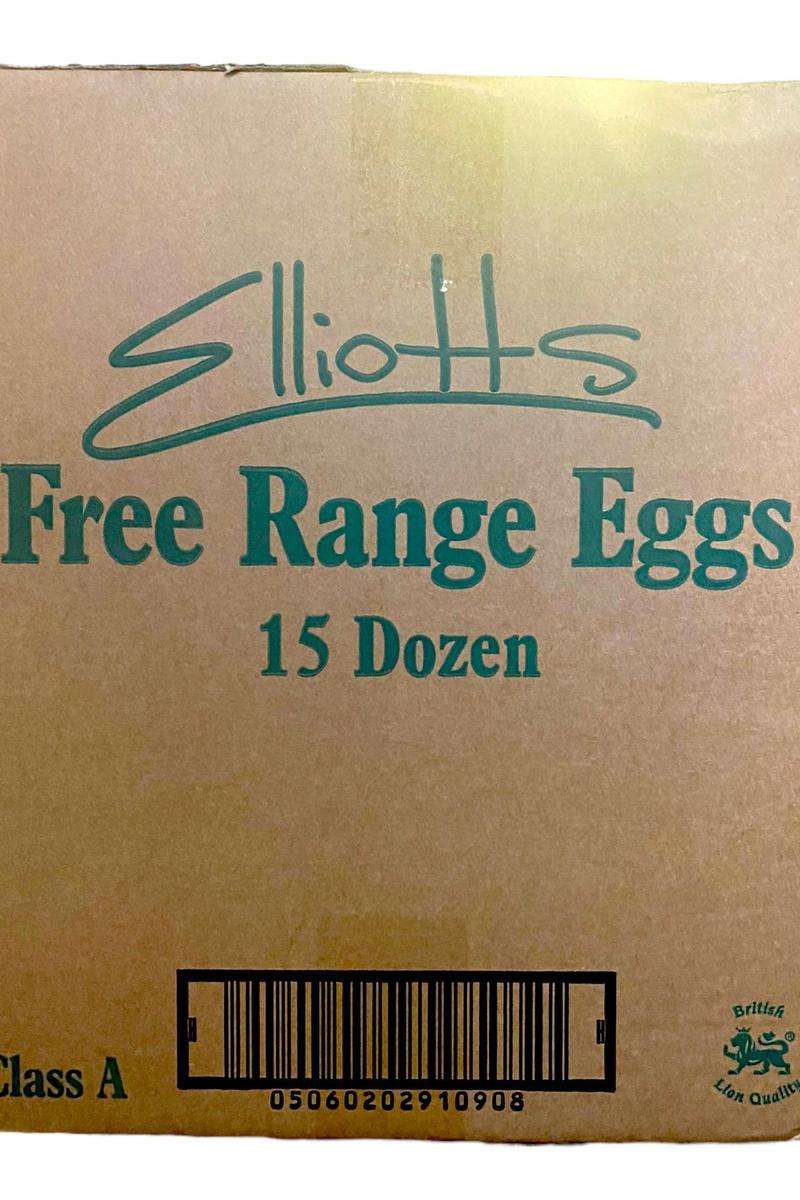 Elliotts
Free Range Eggs
15 Dozen
Class A
05060202910908
British
Lion Quality